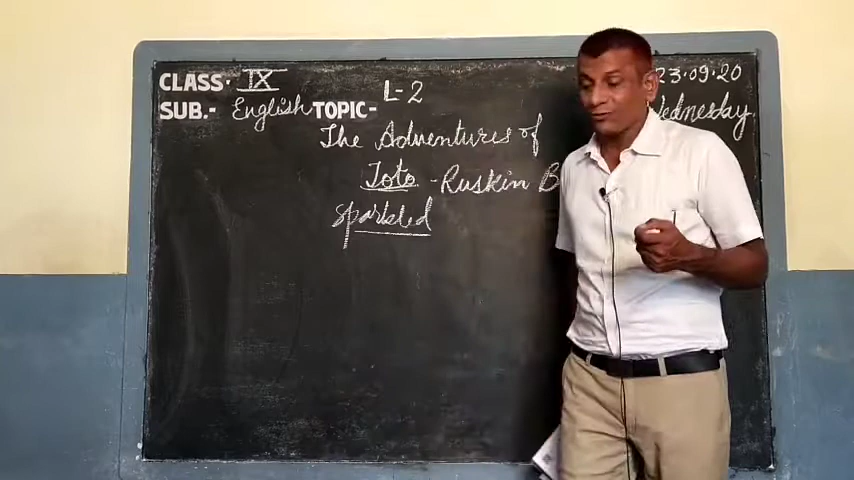 CLASS- IX
23.09.20
SUB.- English TOPIC - L-2
Wednesday
The Adventures of
Toto - Ruskin B
sparkled